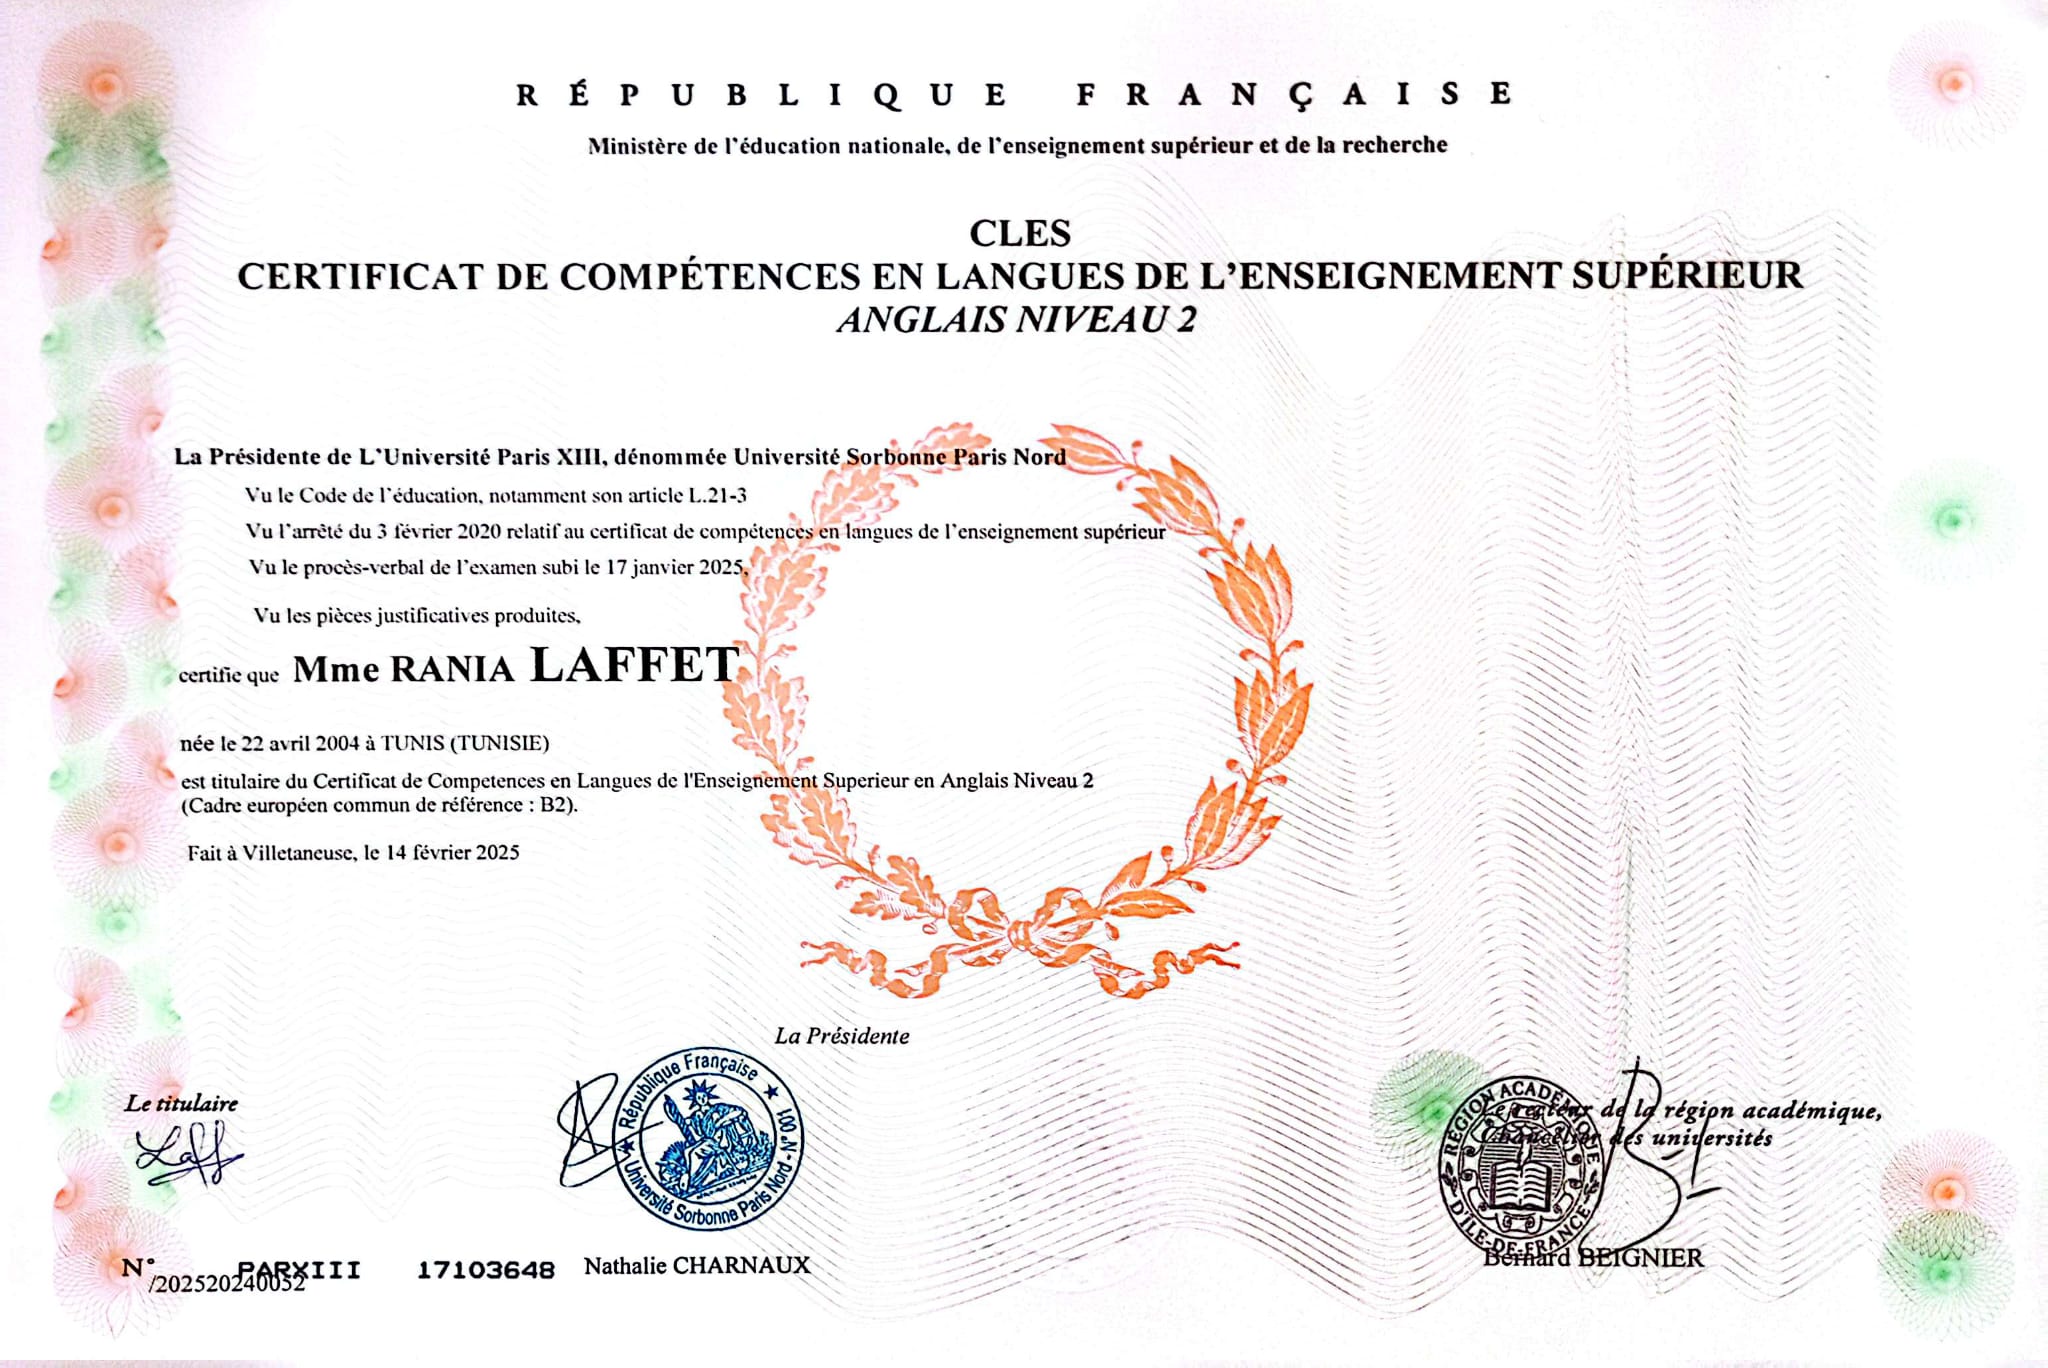 RÉPUBLIQUE FRANÇAISE
Ministère de l'éducation nationale, de l'enseignement supérieur et de la recherche
CLES
CERTIFICAT DE COMPÉTENCES EN LANGUES DE L'ENSEIGNEMENT SUPÉRIEUR
ANGLAIS NIVEAU 2
La Présidente de L'Université Paris XIII, dénommée Université Sorbonne Paris Nord
Vu le Code de l'éducation, notamment son article L.21-3
Vu l'arrêté du 3 février 2020 relatif au certificat de compétences en langues de l'enseignement supérieur
Vu le procès-verbal de l'examen subi le 17 janvier 2025,
Vu les pièces justificatives produites,
certifie que Mme RANIA LAFFET
née le 22 avril 2004 à TUNIS (TUNISIE)
est titulaire du Certificat de Competences en Langues de l'Enseignement Superieur en Anglais Niveau 2
(Cadre européen commun de référence : B2).
Fait à Villetaneuse, le 14 février 2025
La Présidente
République Française
Université Sorbonne Paris Nord - N° 001
Le titulaire
Laff
RÉGION ACADÉMIQUE
D'ÎLE-DE-FRANCE
Le recteur de la région académique,
Chancelier des universités
N° PARXIII 17103648
/202520240052
Nathalie CHARNAUX
Bernard BEIGNIER